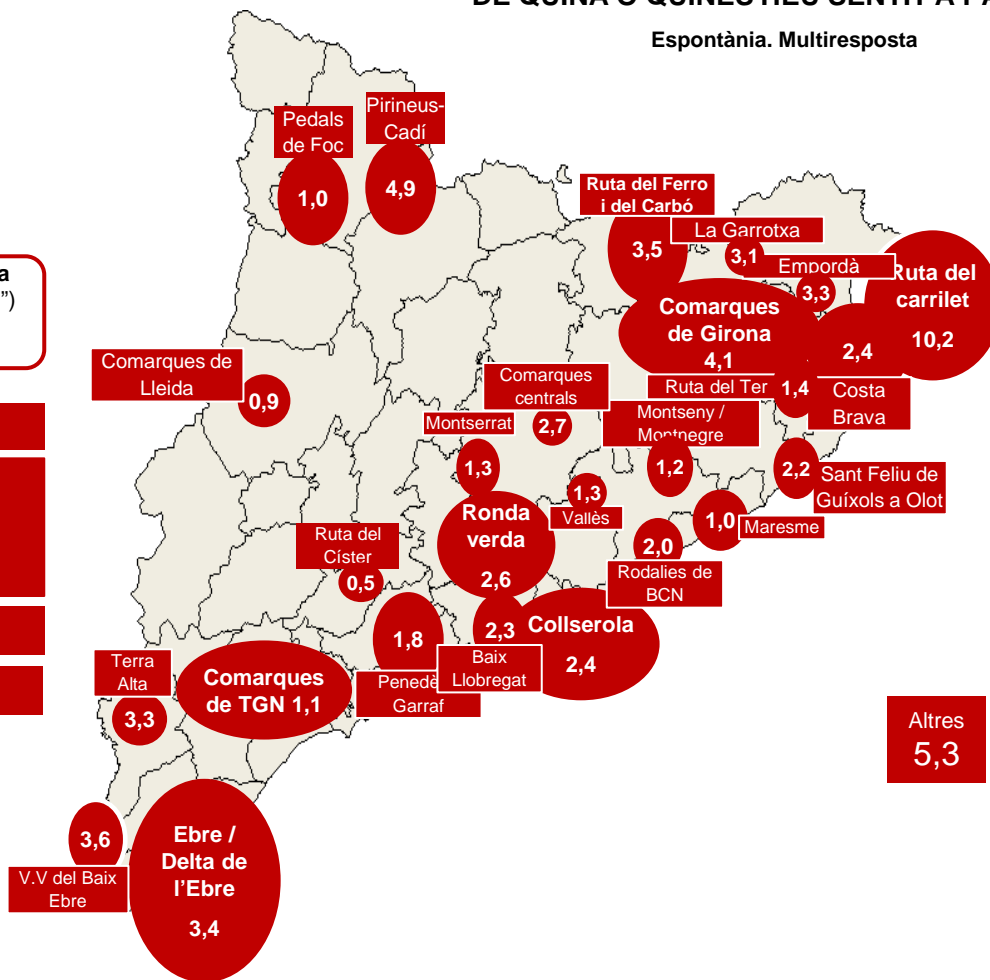 Espontània. Multiresposta
Pedals
de Foc
1,0
Pirineus-
Cadí
4,9
Ruta del Ferro
i del Carbó
3,5
La Garrotxa
3,1
Empordà
3,3
Ruta del
carrilet
10,2
Comarques
de Girona
4,1
2,4
Costa
Brava
Ruta del Ter
1,4
a
”)
Comarques de
Lleida
0,9
Comarques
centrals
2,7
Montserrat
1,3
Montseny /
Montnegre
1,2
2,2
Sant Feliu de
Guíxols a Olot
1,3
Vallès
1,0
Maresme
2,0
Rodalies de
BCN
Ronda
verda
2,6
Ruta del
Císter
0,5
1,8
Garraf
2,3
Baix
Llobregat
Collserola
2,4
Terra
Alta
3,3
Comarques
de TGN 1,1
Altres
5,3
3,6
V.V del Baix
Ebre
Ebre /
Delta de
l’Ebre
3,4